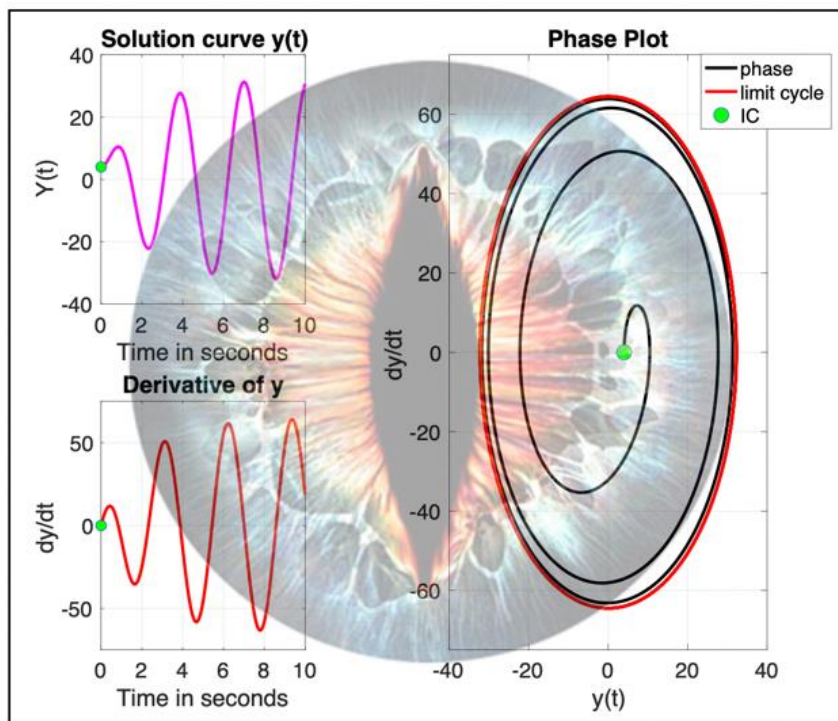 Solution curve y(t)
40
20
0
-20
-40
Y(t)
0 2 4 6 8 10
Time in seconds
Derivative of y
50
0
-50
dy/dt
0 2 4 6 8 10
Time in seconds
Phase Plot
phase
limit cycle
IC
60
40
20
0
-20
-40
-60
dy/dt
-40 -20 0 20 40
y(t)